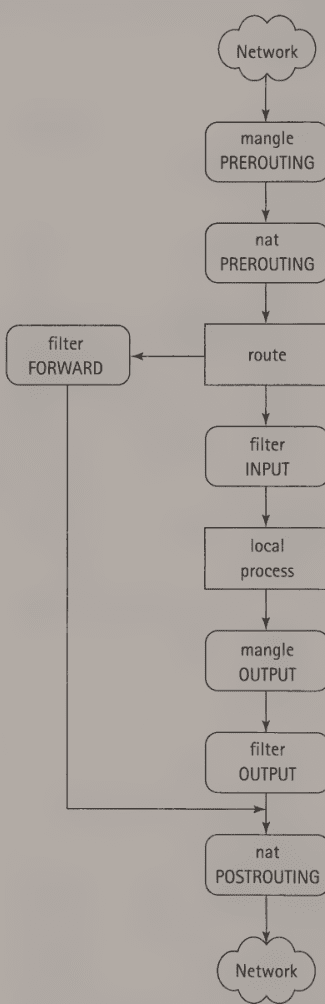 Network
mangle
PREROUTING
nat
PREROUTING
filter
FORWARD
route
filter
INPUT
local
process
mangle
OUTPUT
filter
OUTPUT
nat
POSTROUTING
Network